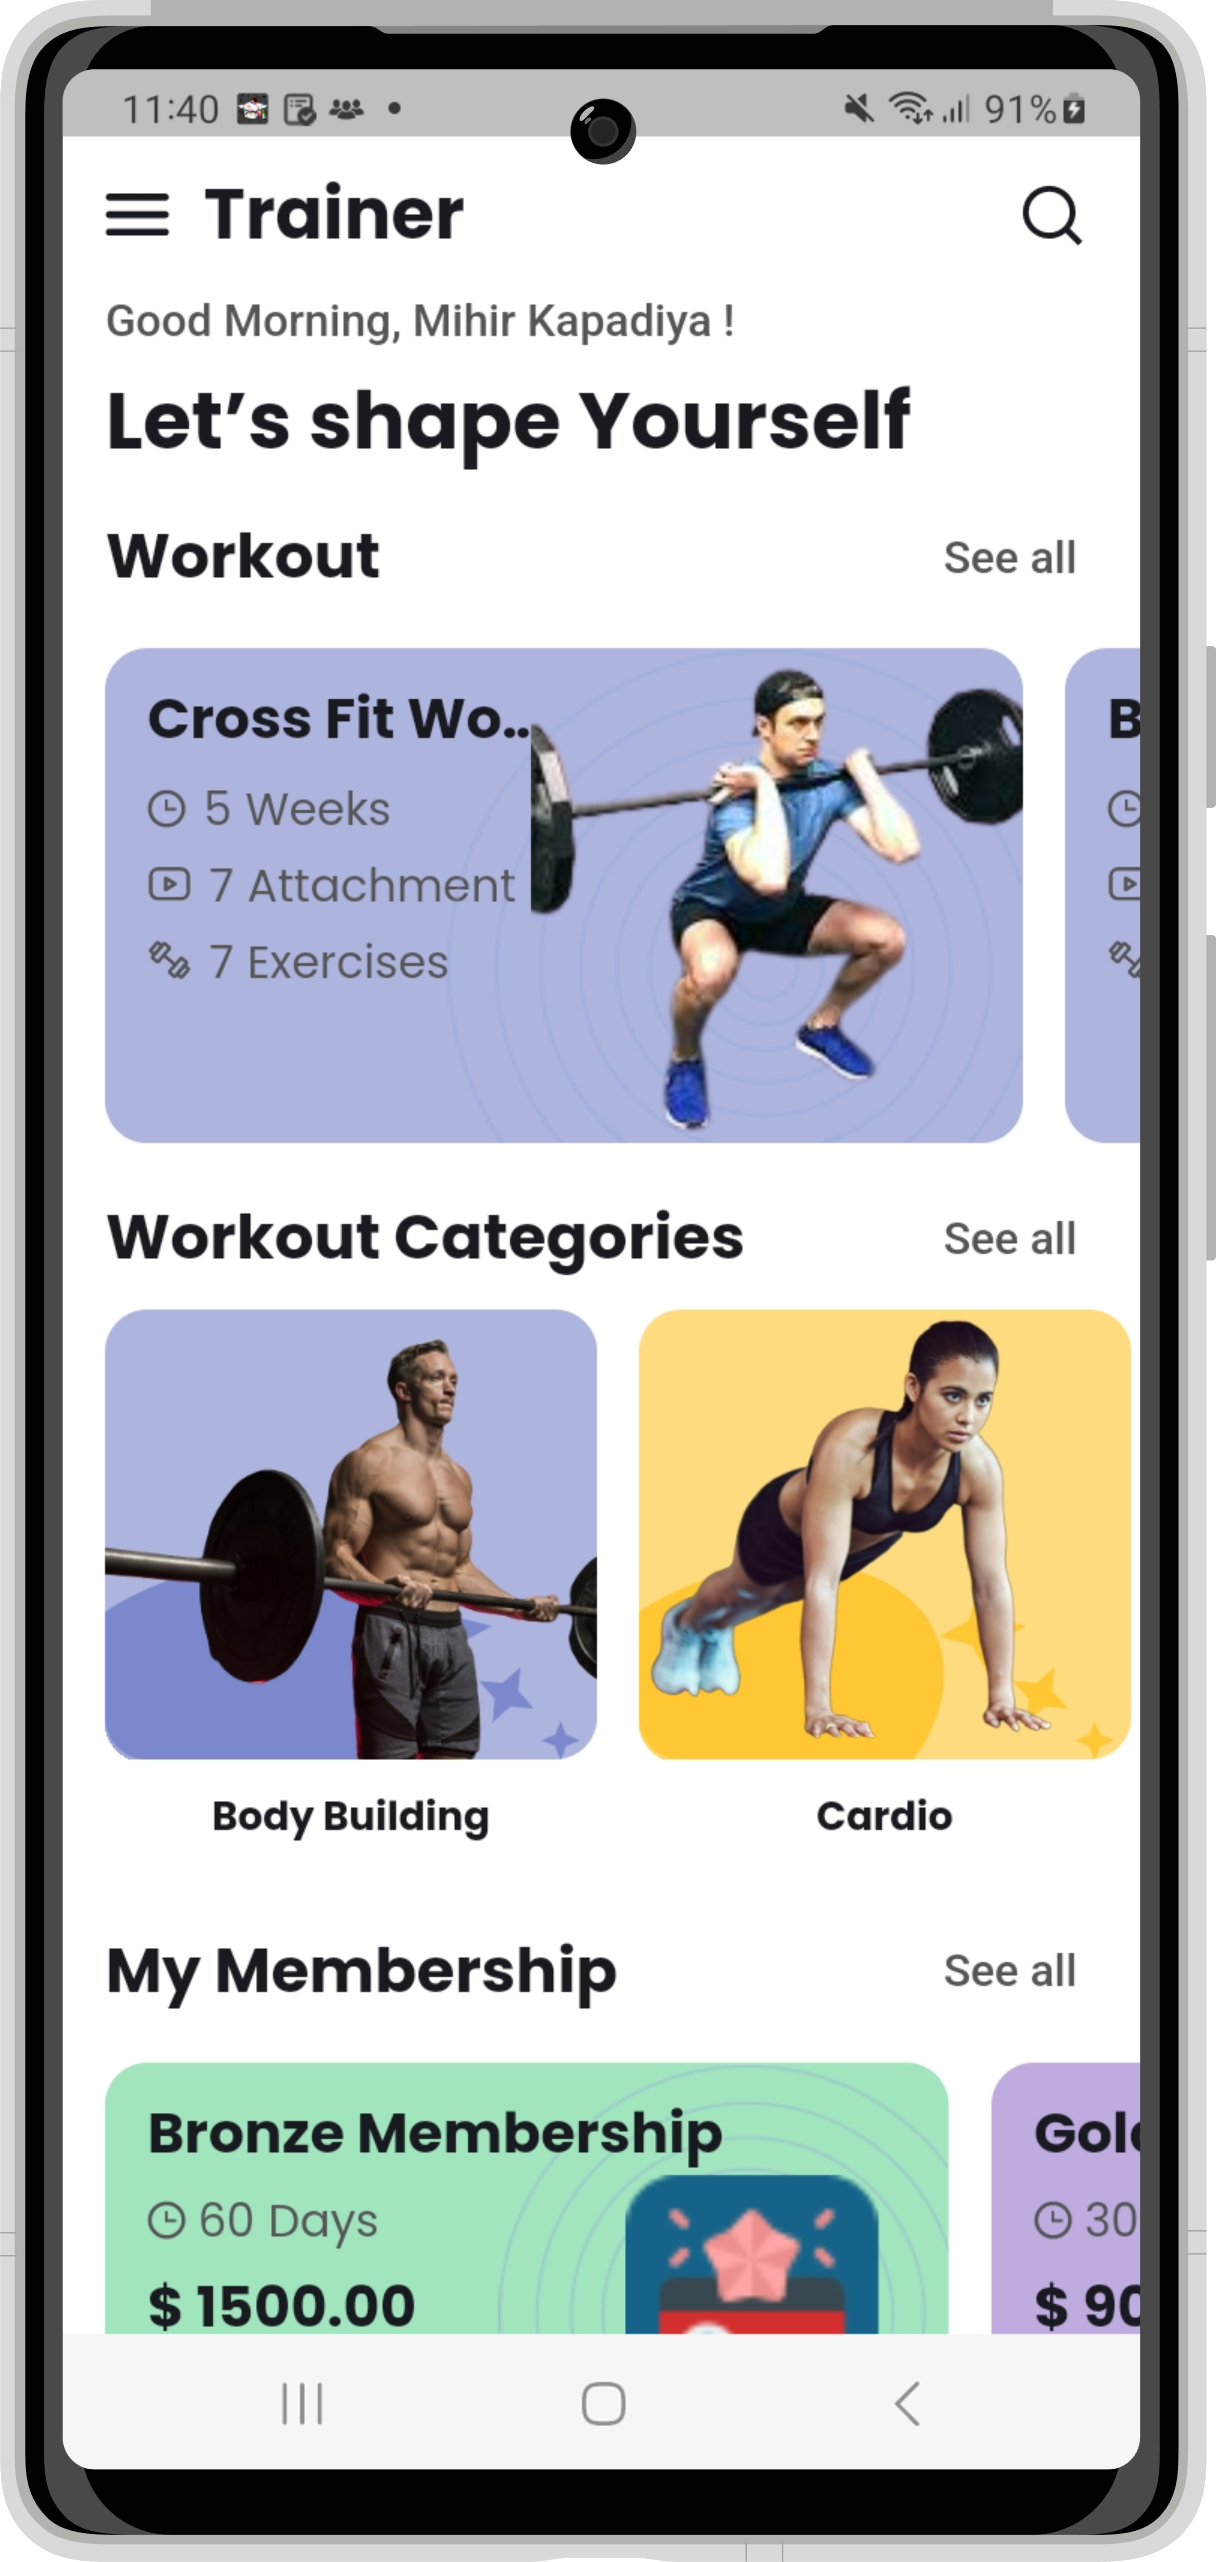 11:40 91%
Trainer
Good Morning, Mihir Kapadiya !
Let's shape Yourself
Workout See all
Cross Fit Wo.. B
5 Weeks
7 Attachment
7 Exercises
Workout Categories See all
Body Building Cardio
My Membership See all
Bronze Membership
60 Days 30
$ 1500.00 $ 90